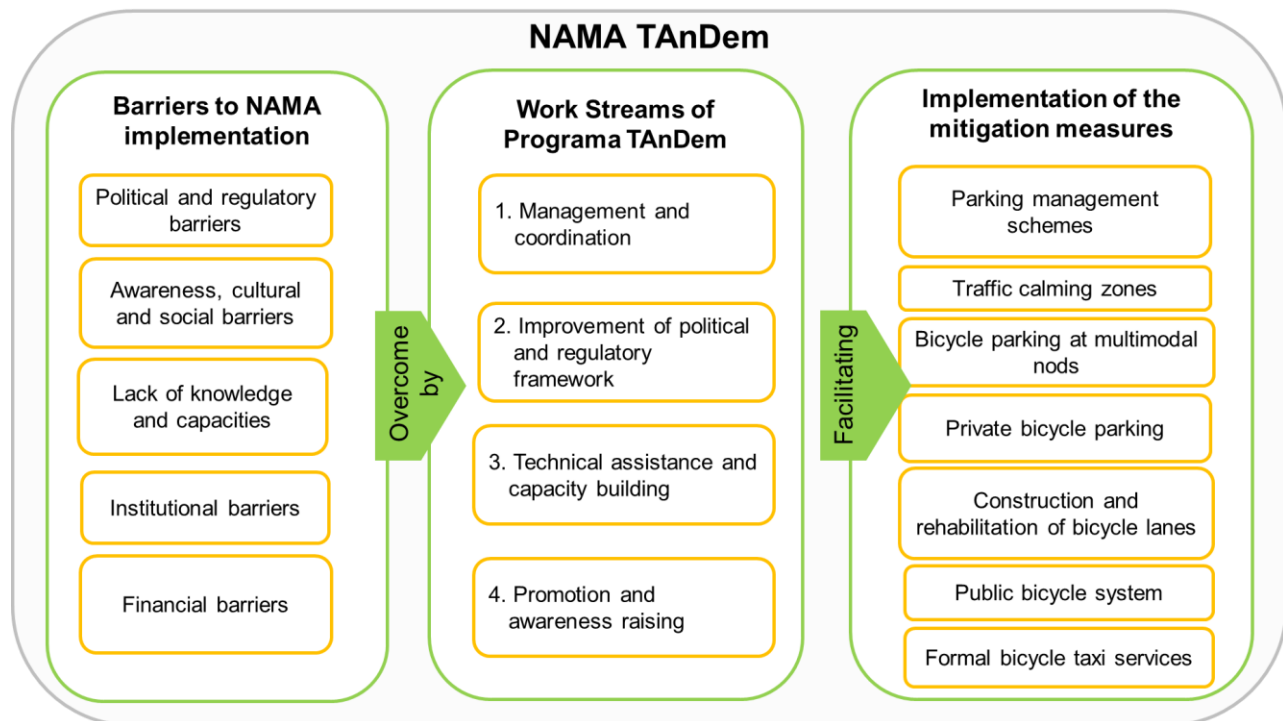 NAMA TAnDem
Barriers to NAMA
implementation
Political and regulatory
barriers
Awareness, cultural
and social barriers
Lack of knowledge
and capacities
Institutional barriers
Financial barriers
Overcome
by
Work Streams of
Programa TAnDem
1. Management and
coordination
2. Improvement of political
and regulatory
framework
3. Technical assistance and
capacity building
4. Promotion and
awareness raising
Facilitating
Implementation of the
mitigation measures
Parking management
schemes
Traffic calming zones
Bicycle parking at multimodal
nods
Private bicycle parking
Construction and
rehabilitation of bicycle lanes
Public bicycle system
Formal bicycle taxi services